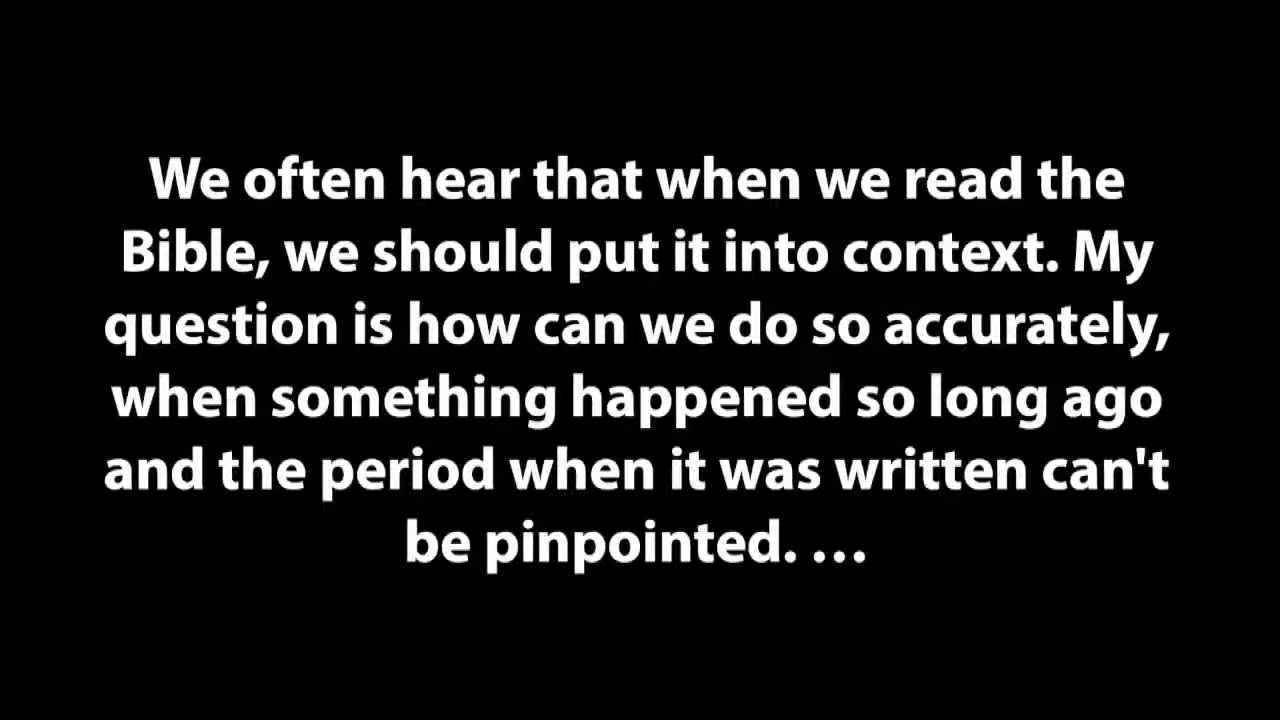 We often hear that when we read the
Bible, we should put it into context. My
question is how can we do so accurately,
when something happened so long ago
and the period when it was written can't
be pinpointed. ...